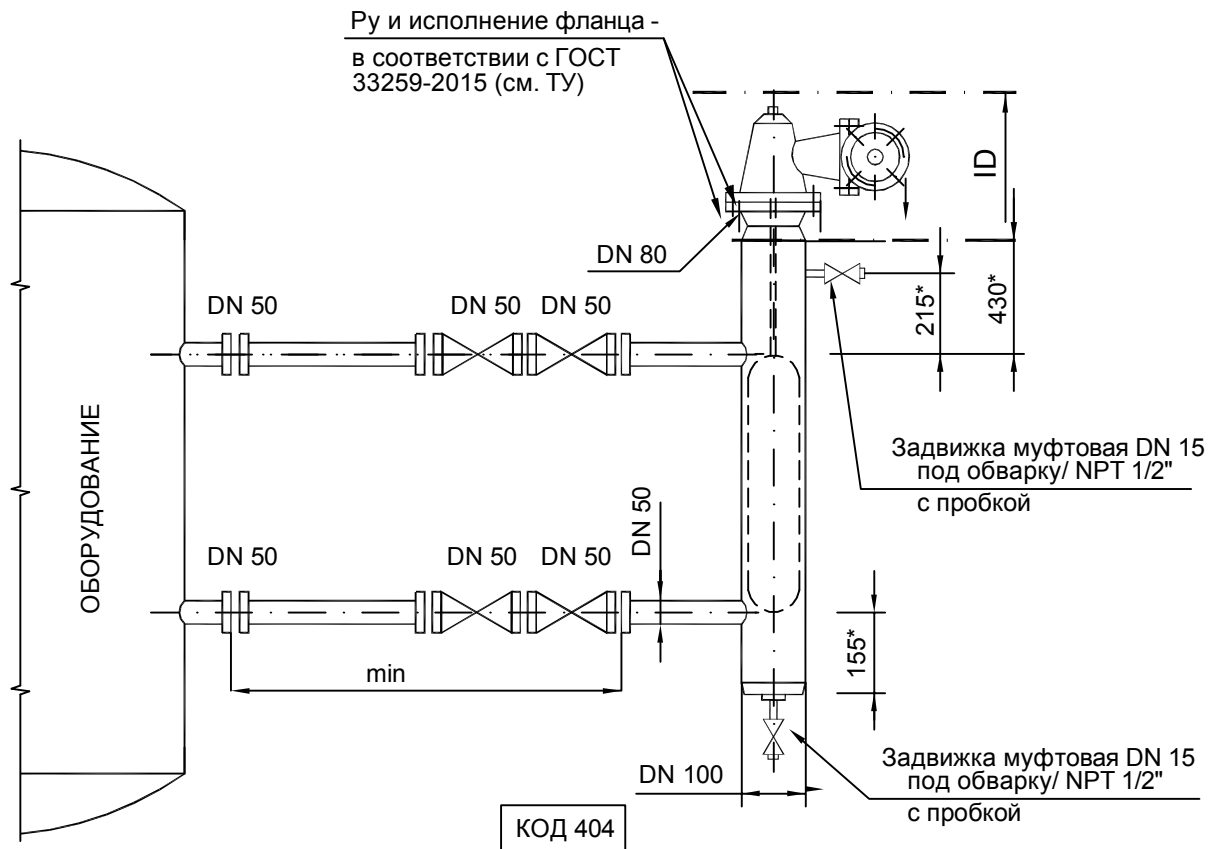 Ру и исполнение фланца -
в соответствии с ГОСТ
33259-2015 (см. ТУ)
ID
DN 80
DN 50
DN 50
DN 50
215*
430*
ОБОРУДОВАНИЕ
Задвижка муфтовая DN 15
под обварку/ NPT 1/2"
с пробкой
DN 50
DN 50
DN 50
DN 50
155*
min
DN 100
Задвижка муфтовая DN 15
под обварку/ NPT 1/2"
с пробкой
КОД 404